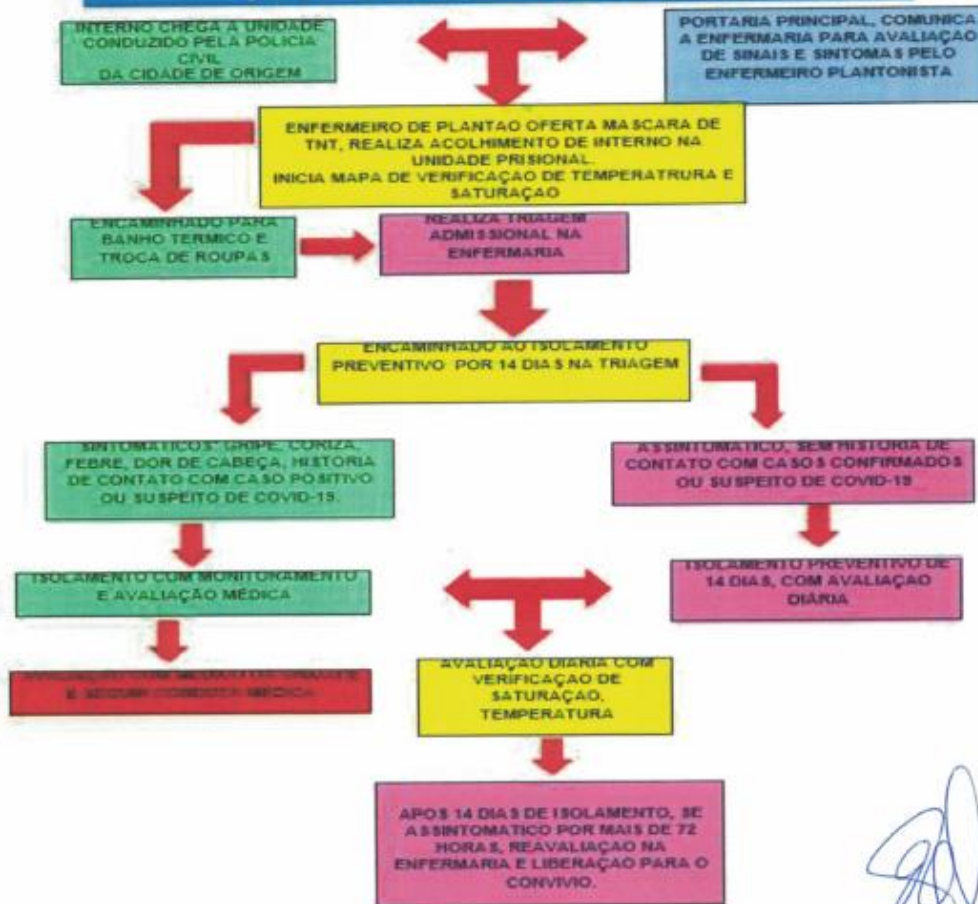 INTERNO CHEGA A UNIDADE
CONDUZIDO PELA POLICIA
CIVIL
DA CIDADE DE ORIGEM
PORTARIA PRINCIPAL, COMUNICA
A ENFERMARIA PARA AVALIAÇÃO
DE SINAIS E SINTOMAS PELO
ENFERMEIRO PLANTONISTA
ENFERMEIRO DE PLANTAO OFERTA MASCARA DE
TNT, REALIZA ACOLHIMENTO DE INTERNO NA
UNIDADE PRISIONAL.
INICIA MAPA DE VERIFICAÇAO DE TEMPERATRURA E
SATURAÇAO
ENCAMINHADO PARA
BANHO TERMICO E
TROCA DE ROUPAS
REALIZA TRIAGEM
ADMISSIONAL NA
ENFERMARIA
ENCAMINHADO AO ISOLAMENTO
PREVENTIVO POR 14 DIAS NA TRIAGEM
SINTOMATICOS: GRIPE, CORIZA,
FEBRE, DOR DE CABEÇA, HISTORIA
DE CONTATO COM CASO POSITIVO
OU SUSPEITO DE COVID-19.
ASSINTOMATICO, SEM HISTORIA DE
CONTATO COM CASOS CONFIRMADOS
OU SUSPEITO DE COVID-19
ISOLAMENTO COM MONITORAMENTO
E AVALIAÇÃO MÉDICA
ISOLAMENTO PREVENTIVO DE
14 DIAS, COM AVALIAÇAO
DIÁRIA
E SEGUIR CONDUTA MÉDICA
AVALIAÇAO DIARIA COM
VERIFICAÇAO DE
SATURAÇAO,
TEMPERATURA
APOS 14 DIAS DE ISOLAMENTO, SE
ASSINTOMATICO POR MAIS DE 72
HORAS, REAVALIAÇAO NA
ENFERMARIA E LIBERAÇAO PARA O
CONVIVIO.